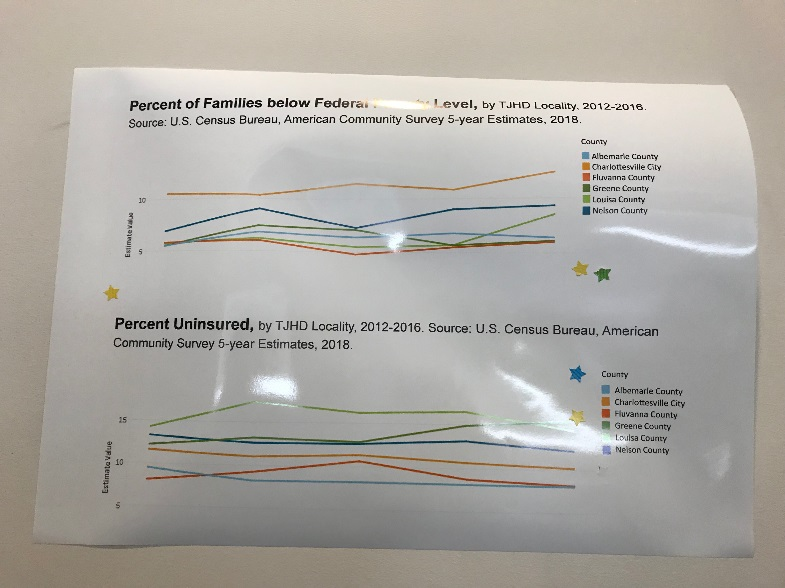 Percent of Families below Federal Level, by TJHD Locality, 2012-2016.
Source: U.S. Census Bureau, American Community Survey 5-year Estimates, 2018.
County
Albemarle County
Charlottesville City
Fluvanna County
Greene County
Louisa County
Nelson County
10
Estimate Value
5
Percent Uninsured, by TJHD Locality, 2012-2016. Source: U.S. Census Bureau, American
Community Survey 5-year Estimates, 2018.
County
Albemarle County
Charlottesville City
Fluvanna County
Greene County
Louisa County
Nelson County
15
10
Estimate Value
5